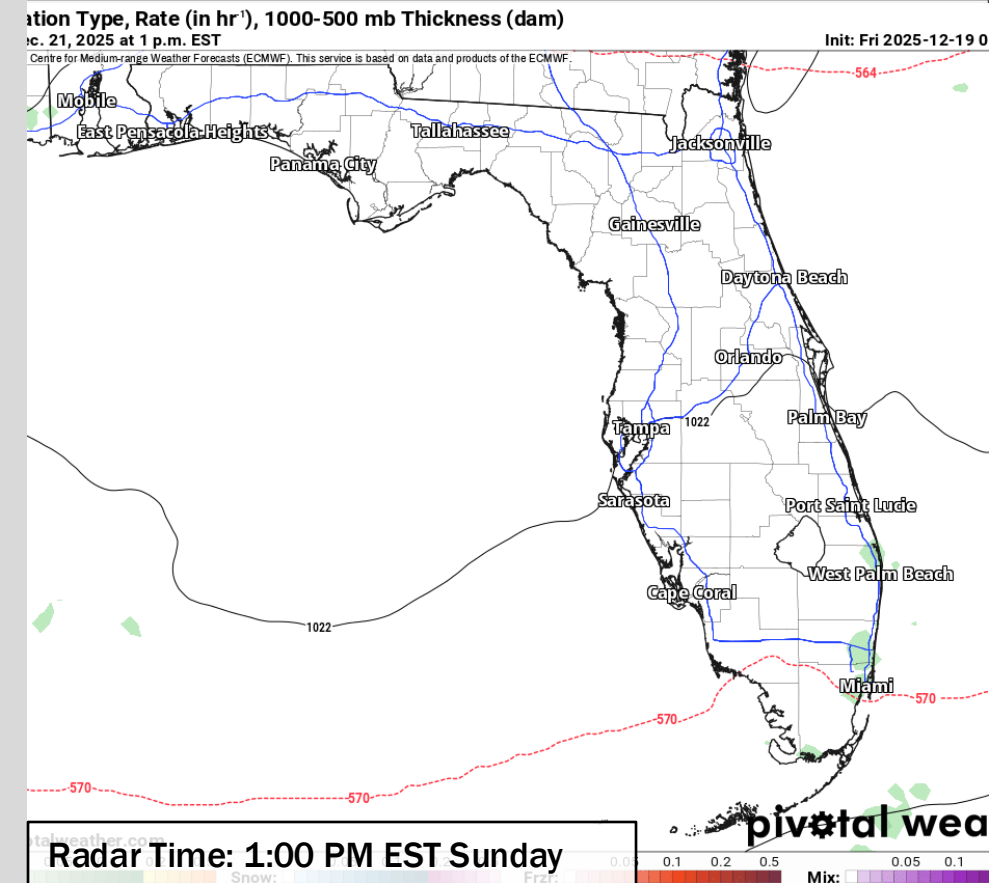 ation Type, Rate (in hr⁻¹), 1000-500 mb Thickness (dam)
ec. 21, 2025 at 1 p.m. EST
Init: Fri 2025-12-19 0
Centre for Medium-range Weather Forecasts (ECMWF). This service is based on data and products of the ECMWF.
564
Mobile
East Pensacola Heights
Tallahassee
Jacksonville
Panama City
Gainesville
Daytona Beach
Orlando
Palm Bay
1022
Tampa
Sarasota
Port Saint Lucie
West Palm Beach
Cape Coral
1022
Miami
570
570
570
570
pivotal wea
otalweather.com
Radar Time: 1:00 PM EST Sunday
0.05 0.1 0.2 0.5
0.05 0.1
Snow:
Frzr:
Mix: